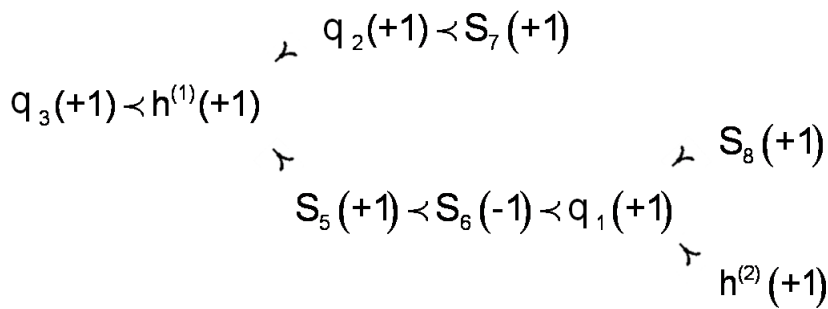 q₂(+1) ≺ S₇(+1)
q₃(+1) ≺ h⁽¹⁾(+1)
S₈(+1)
S₅(+1) ≺ S₆(-1) ≺ q₁(+1)
h⁽²⁾(+1)